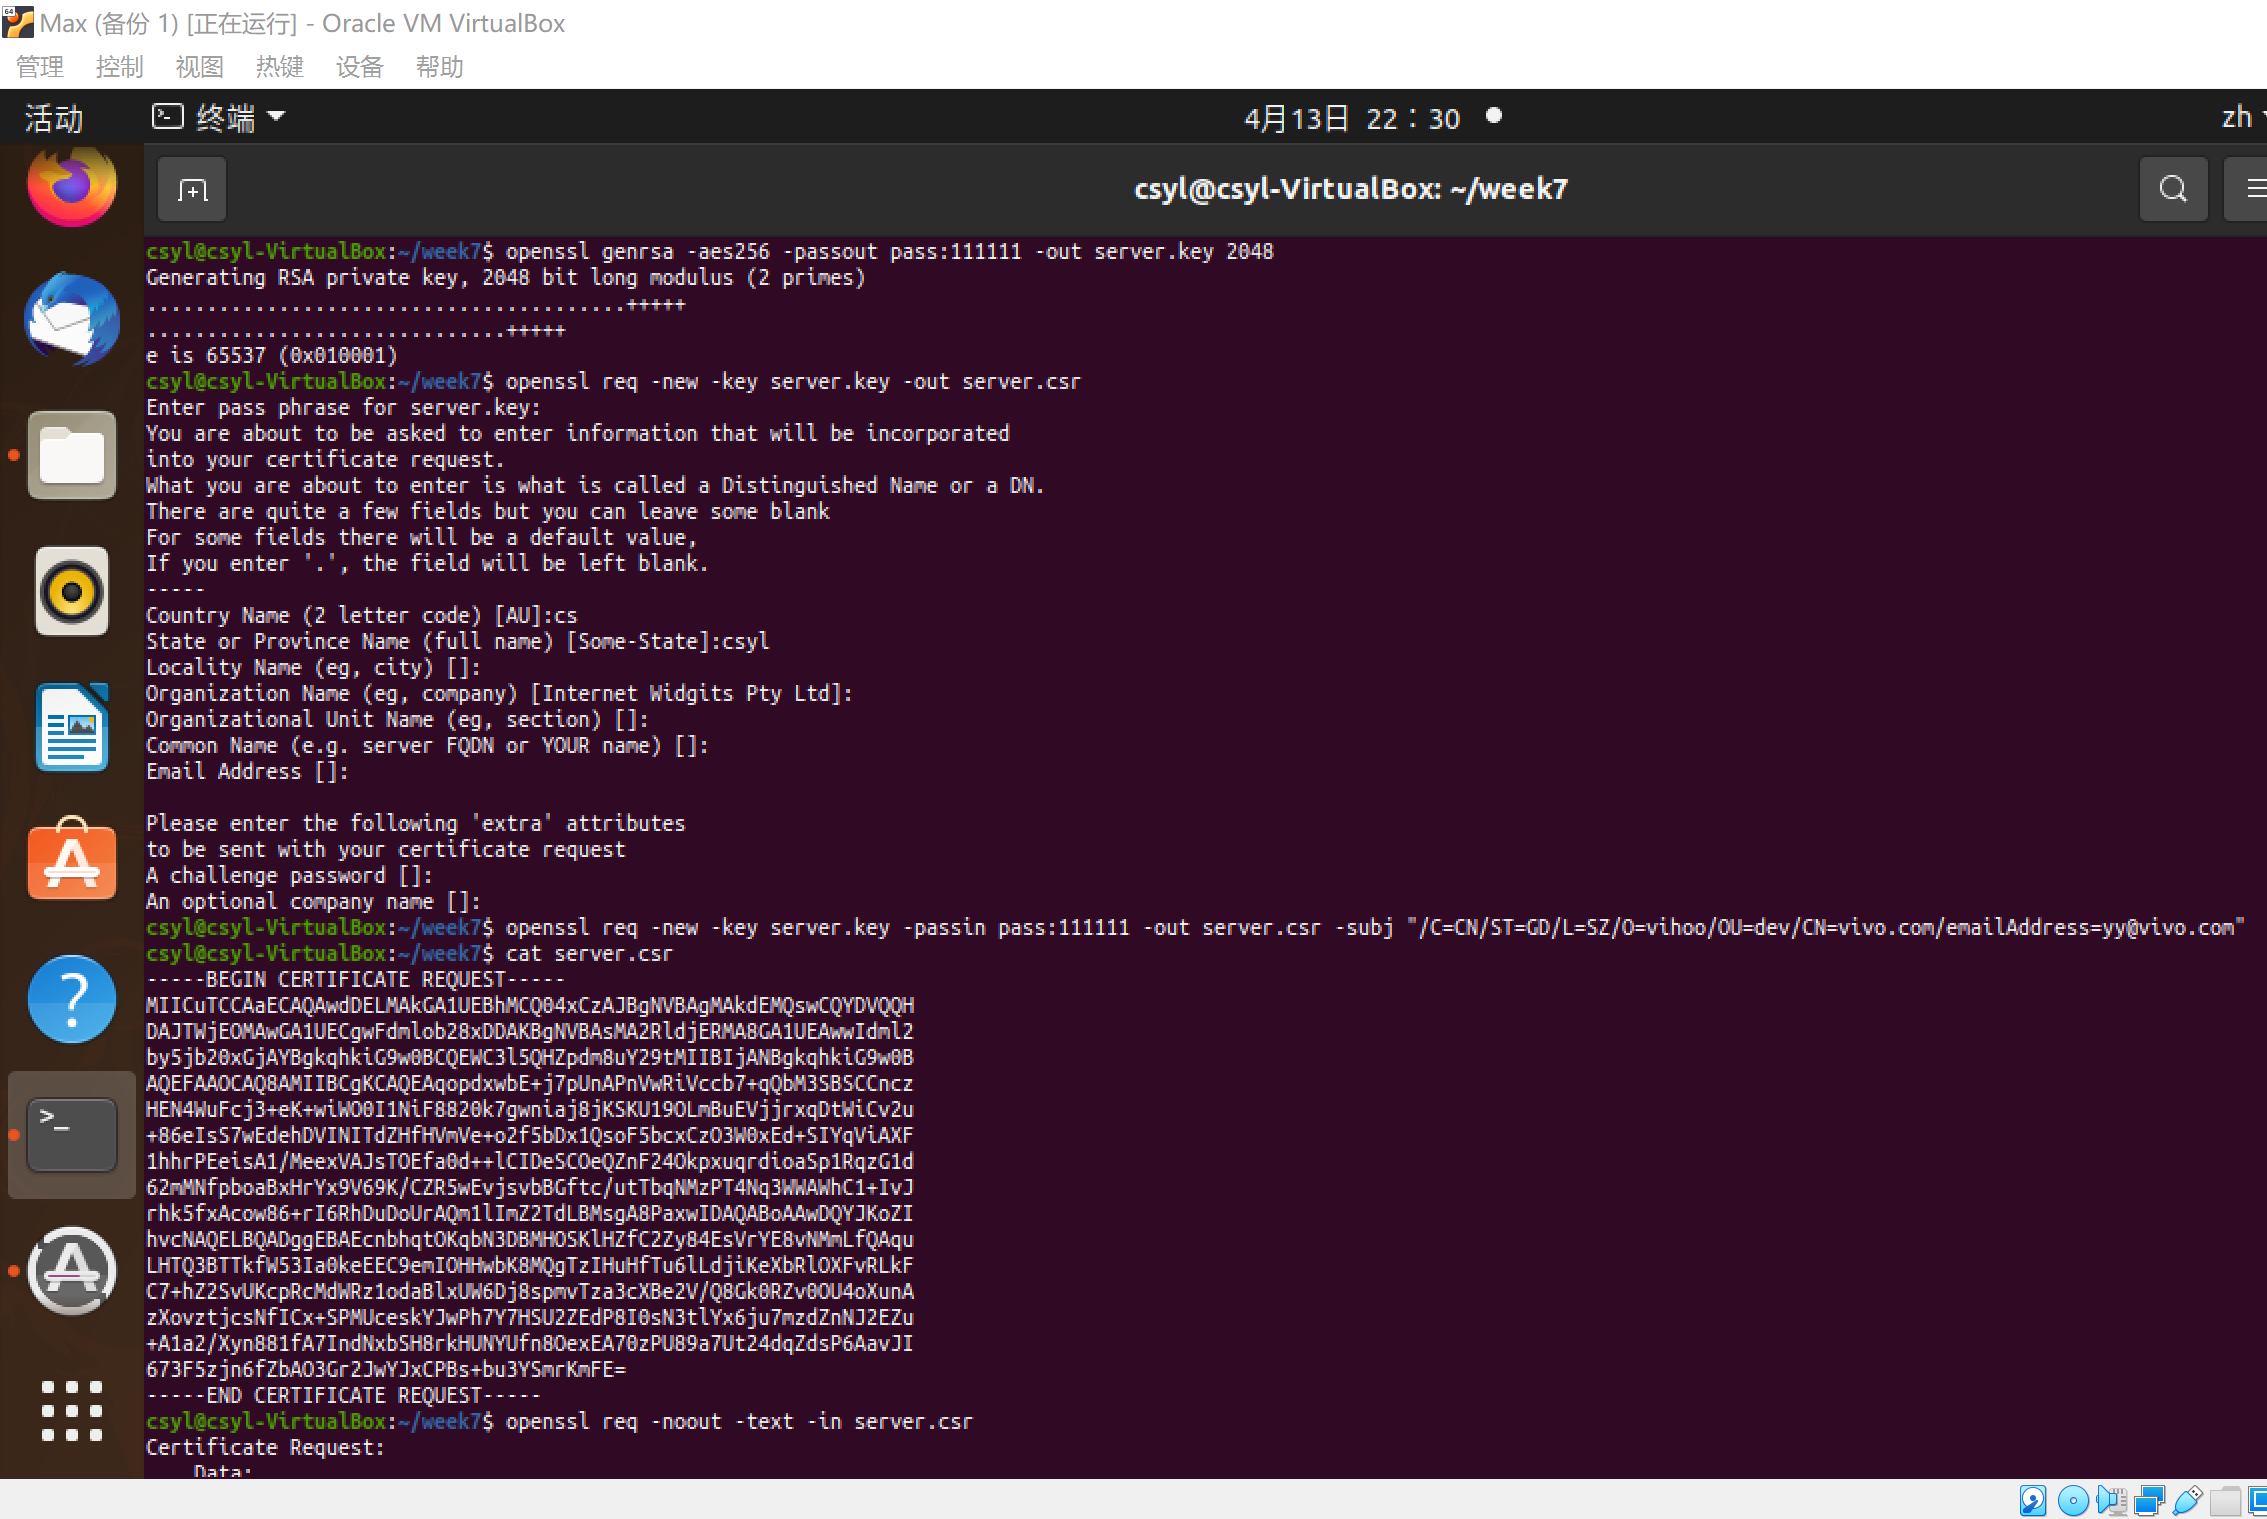 Max (备份 1) [正在运行] - Oracle VM VirtualBox
管理 控制 视图 热键 设备 帮助
活动 终端 4月13日 22：30 zh
csyl@csyl-VirtualBox: ~/week7
csyl@csyl-VirtualBox:~/week7$ openssl genrsa -aes256 -passout pass:111111 -out server.key 2048
Generating RSA private key, 2048 bit long modulus (2 primes)
........................................+++++
..............................+++++
e is 65537 (0x010001)
csyl@csyl-VirtualBox:~/week7$ openssl req -new -key server.key -out server.csr
Enter pass phrase for server.key:
You are about to be asked to enter information that will be incorporated
into your certificate request.
What you are about to enter is what is called a Distinguished Name or a DN.
There are quite a few fields but you can leave some blank
For some fields there will be a default value,
If you enter '.', the field will be left blank.
-----
Country Name (2 letter code) [AU]:cs
State or Province Name (full name) [Some-State]:csyl
Locality Name (eg, city) []:
Organization Name (eg, company) [Internet Widgits Pty Ltd]:
Organizational Unit Name (eg, section) []:
Common Name (e.g. server FQDN or YOUR name) []:
Email Address []:
Please enter the following 'extra' attributes
to be sent with your certificate request
A challenge password []:
An optional company name []:
csyl@csyl-VirtualBox:~/week7$ openssl req -new -key server.key -passin pass:111111 -out server.csr -subj "/C=CN/ST=GD/L=SZ/O=vihoo/OU=dev/CN=vivo.com/emailAddress=yy@vivo.com"
csyl@csyl-VirtualBox:~/week7$ cat server.csr
-----BEGIN CERTIFICATE REQUEST-----
MIICuTCCAaECAQAwdDELMAkGA1UEBhMCQ04xCzAJBgNVBAgMAkdEMQswCQYDVQQH
DAJTWjEOMAwGA1UECgwFdmlob28xDDAKBgNVBAsMA2RldjERMA8GA1UEAwwIdml2
by5jb20xGjAYBgkqhkiG9w0BCQEWC3l5QHZpdm8uY29tMIIBIjANBgkqhkiG9w0B
AQEFAAOCAQ8AMIIBCgKCAQEAqopdxwbE+j7pUnAPnVwRiVccb7+qQbM3SBSCCncz
HEN4WuFcj3+eK+wiWO0I1NiF8820k7gwniaj8jKSKU19OLmBuEVjjrxqDtWiCv2u
+86eIsS7wEdehDVINITdZHfHVmVe+o2f5bDx1QsoF5bcxCzO3W0xEd+SIYqViAXF
1hhrPEeisA1/MeexVAJsTOEfa0d++lCIDeSCOeQZnF24OkpxuqrdioaSp1RqzG1d
62mMNfpboaBxHrYx9V69K/CZR5wEvjsvbBGftc/utTbqNMzPT4Nq3WWAWhC1+IvJ
rhk5fxAcow86+rI6RhDuDoUrAQm1lImZ2TdLBMsgA8PaxwIDAQABoAAwDQYJKoZI
hvcNAQELBQADggEBAEcnbhqtOKqbN3DBMHOSKlHZfC2Zy84EsVrYE8vNMmLfQAqu
LHTQ3BTTkfW53Ia0keEEC9emIOHHwbK8MQgTzIHuHfTu6lLdjiKeXbRlOXFvRLkF
C7+hZ2SvUKcpRcMdWRz1odaBlxUW6Dj8spmvTza3cXBe2V/Q8Gk0RZv0OU4oXunA
zXovztjcsNfICx+SPMUceskYJwPh7Y7HSU2ZEdP8I0sN3tlYx6ju7mzdZnNJ2EZu
+A1a2/Xyn881fA7IndNxbSH8rkHUNYUfn8OexEA70zPU89a7Ut24dqZdsP6AavJI
673F5zjn6fZbAO3Gr2JwYJxCPBs+bu3YSmrKmFE=
-----END CERTIFICATE REQUEST-----
csyl@csyl-VirtualBox:~/week7$ openssl req -noout -text -in server.csr
Certificate Request:
Data: